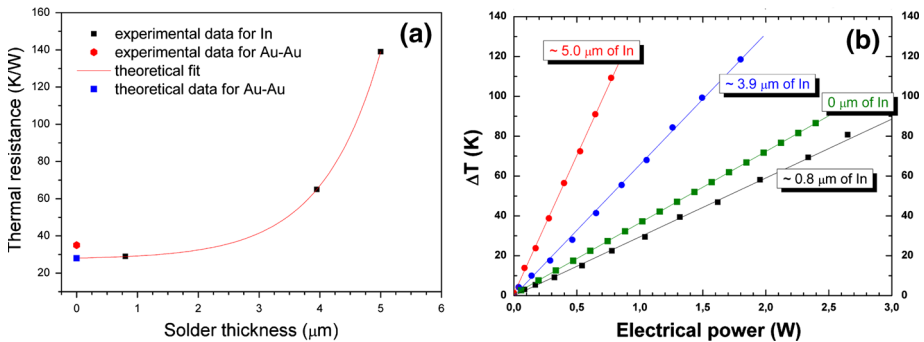 (a)
experimental data for In
experimental data for Au-Au
theoretical fit
theoretical data for Au-Au
Thermal resistance (K/W)
160
140
120
100
80
60
40
20
0
1
2
3
4
5
6
Solder thickness (μm)
(b)
~ 5.0 μm of In
~ 3.9 μm of In
0 μm of In
~ 0.8 μm of In
ΔT (K)
140
120
100
80
60
40
20
0
140
120
100
80
60
40
20
0
0,0
0,5
1,0
1,5
2,0
2,5
3,0
Electrical power (W)